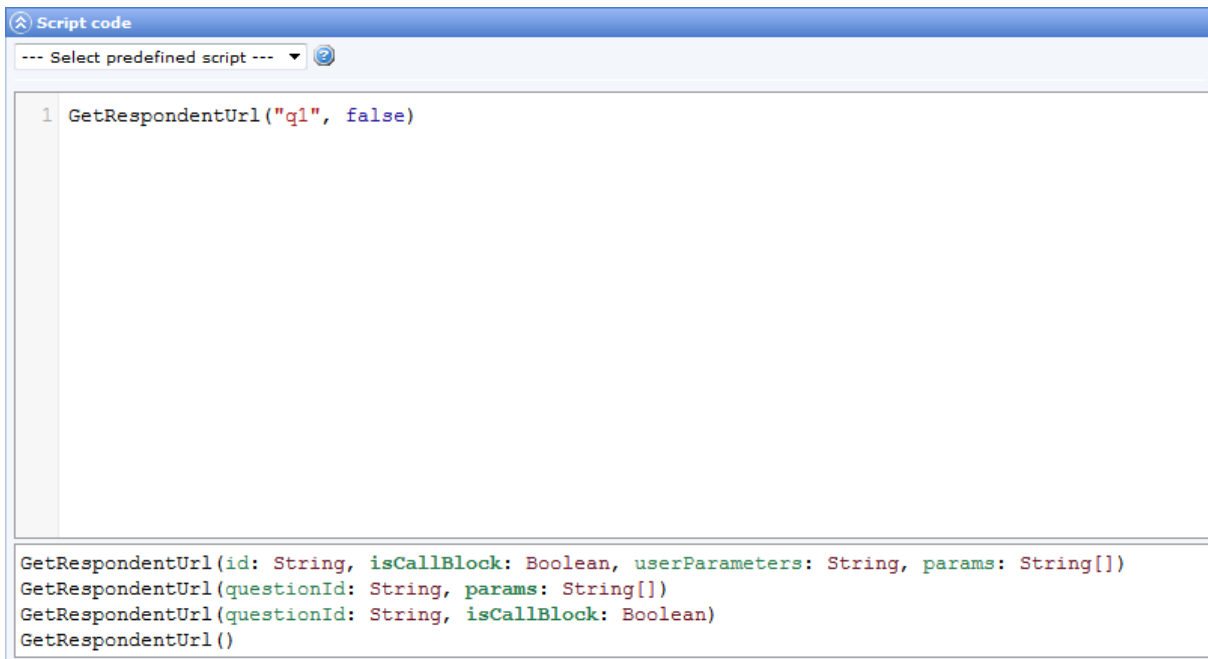 Script code
--- Select predefined script ---
1 GetRespondentUrl("q1", false)
GetRespondentUrl(id: String, isCallBlock: Boolean, userParameters: String, params: String[])
GetRespondentUrl(questionId: String, params: String[])
GetRespondentUrl(questionId: String, isCallBlock: Boolean)
GetRespondentUrl()